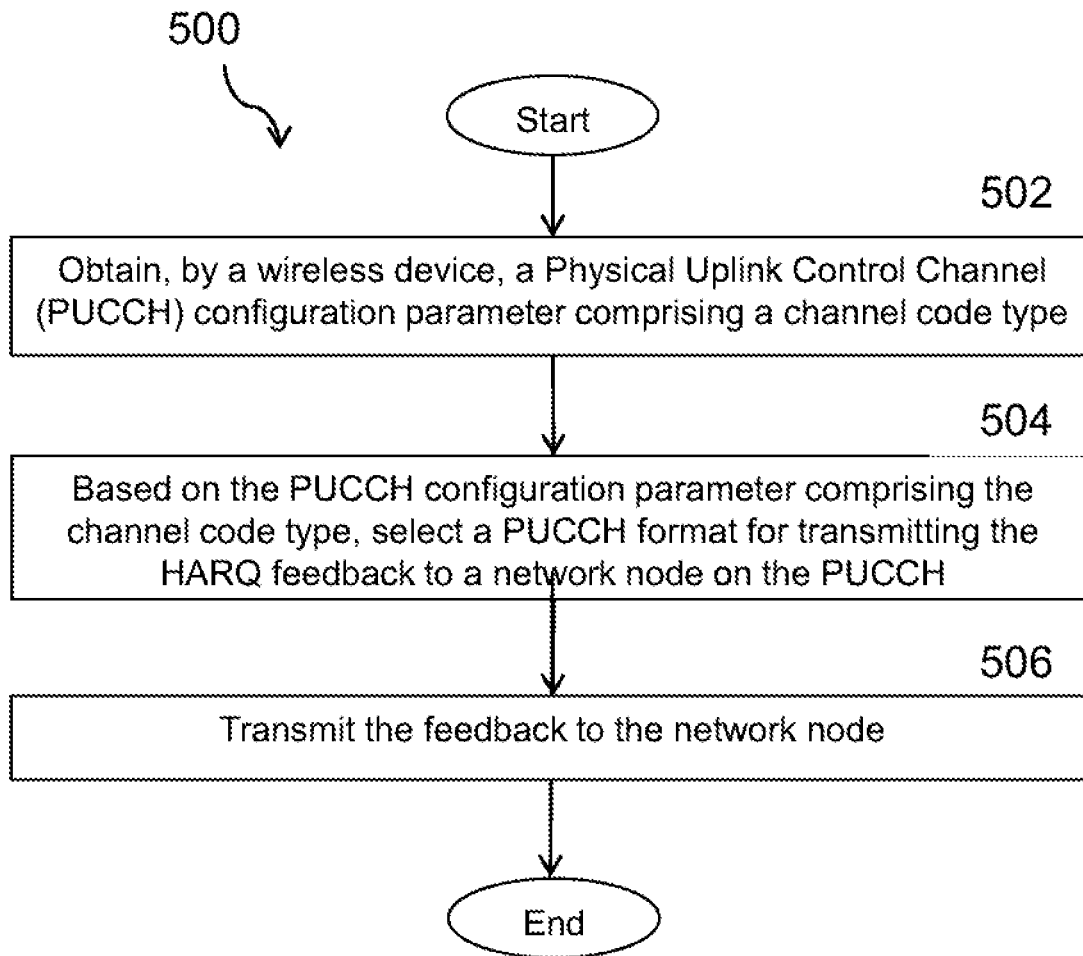 500
Start
502
Obtain, by a wireless device, a Physical Uplink Control Channel
(PUCCH) configuration parameter comprising a channel code type
504
Based on the PUCCH configuration parameter comprising the
channel code type, select a PUCCH format for transmitting the
HARQ feedback to a network node on the PUCCH
506
Transmit the feedback to the network node
End